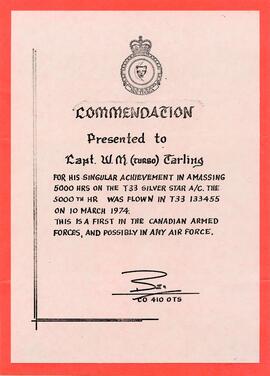 COMMENDATION
Presented to
Capt. W.M (TURBO) Tarling
FOR HIS SINGULAR ACHIEVEMENT IN AMASSING
5000 HRS ON THE T33 SILVER STAR A/C. THE
5000TH HR WAS FLOWN IN T33 133455
ON 10 MARCH 1974.
THIS IS A FIRST IN THE CANADIAN ARMED
FORCES, AND POSSIBLY IN ANY AIR FORCE.
CO 410 OTS